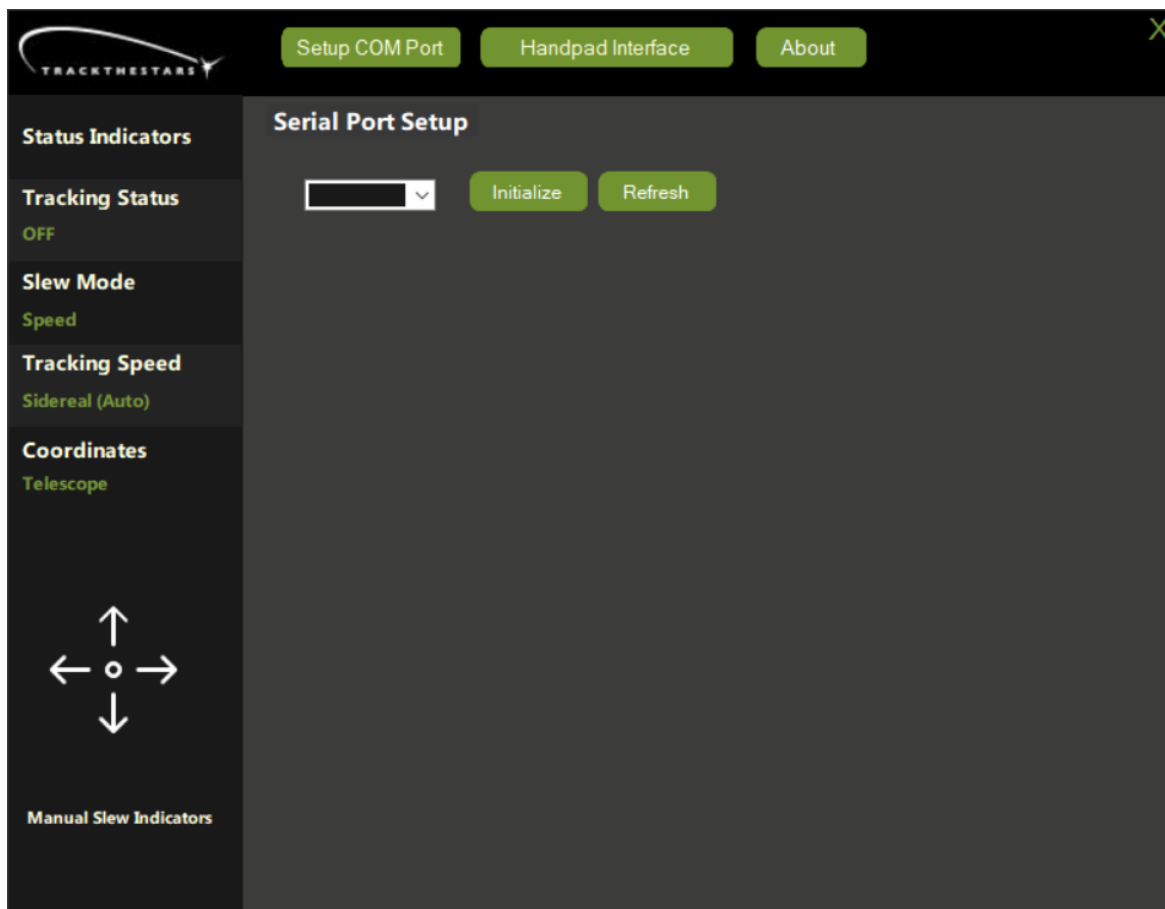 TRACKTHESTARS
Setup COM Port
Handpad Interface
About
X
Status Indicators
Tracking Status
OFF
Slew Mode
Speed
Tracking Speed
Sidereal (Auto)
Coordinates
Telescope
Manual Slew Indicators
Serial Port Setup
Initialize
Refresh